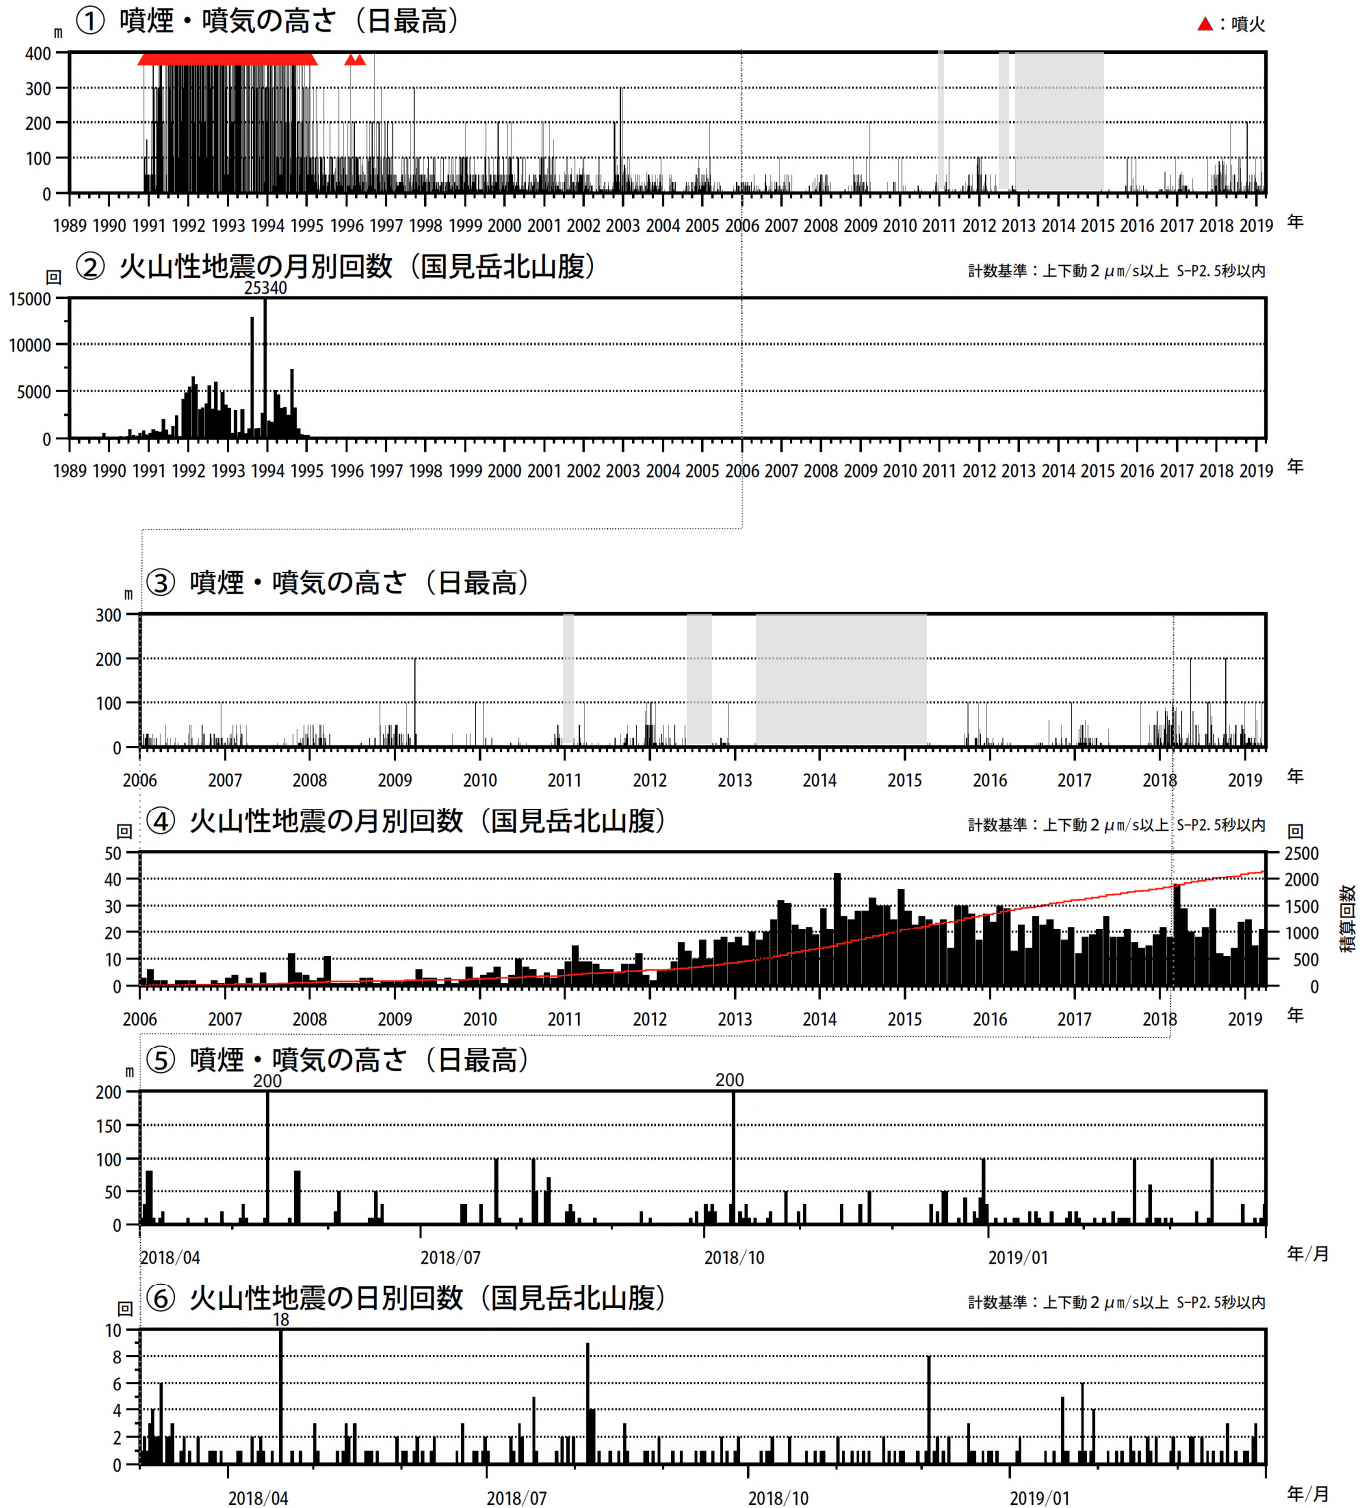 ① 噴煙・噴気の高さ（日最高）
▲：噴火
m
400
300
200
100
0
1989 1990 1991 1992 1993 1994 1995 1996 1997 1998 1999 2000 2001 2002 2003 2004 2005 2006 2007 2008 2009 2010 2011 2012 2013 2014 2015 2016 2017 2018 2019 年
② 火山性地震の月別回数（国見岳北山腹）
計数基準：上下動２μm/s以上 S-P2.5秒以内
回
25340
15000
10000
5000
0
1989 1990 1991 1992 1993 1994 1995 1996 1997 1998 1999 2000 2001 2002 2003 2004 2005 2006 2007 2008 2009 2010 2011 2012 2013 2014 2015 2016 2017 2018 2019 年
③ 噴煙・噴気の高さ（日最高）
m
300
200
100
0
2006 2007 2008 2009 2010 2011 2012 2013 2014 2015 2016 2017 2018 2019 年
④ 火山性地震の月別回数（国見岳北山腹）
計数基準：上下動２μm/s以上 S-P2.5秒以内
回 回
50 2500
40 2000
30 1500
20 1000
10 500
0 0
積算回数
2006 2007 2008 2009 2010 2011 2012 2013 2014 2015 2016 2017 2018 2019 年
⑤ 噴煙・噴気の高さ（日最高）
m
200 200
200
150
100
50
0
2018/04 2018/07 2018/10 2019/01 年/月
⑥ 火山性地震の日別回数（国見岳北山腹）
計数基準：上下動２μm/s以上 S-P2.5秒以内
回
18
10
8
6
4
2
0
2018/04 2018/07 2018/10 2019/01 年/月